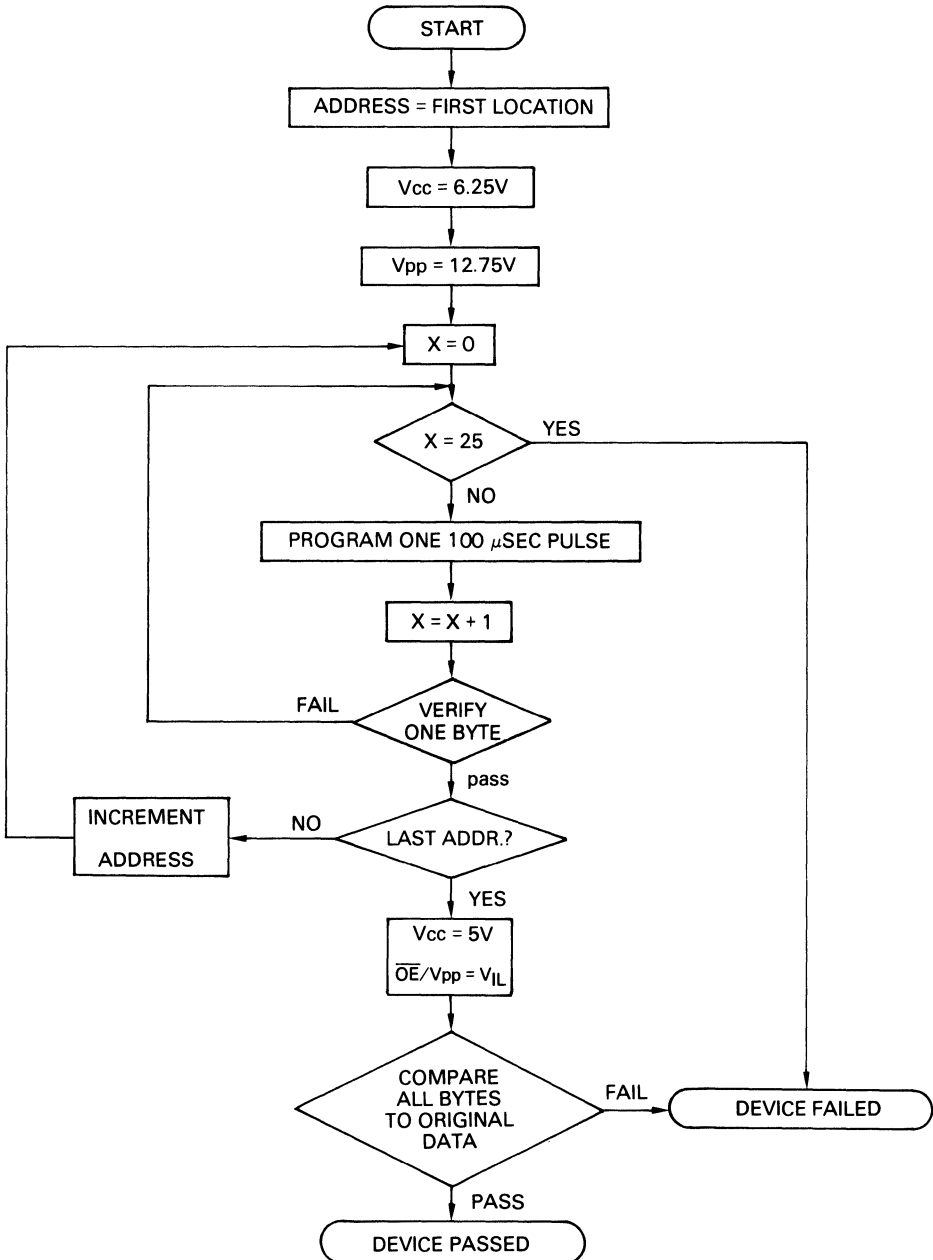 START
ADDRESS = FIRST LOCATION
Vcc = 6.25V
Vpp = 12.75V
X = 0
X = 25
YES
NO
PROGRAM ONE 100 μSEC PULSE
X = X + 1
FAIL
VERIFY
ONE BYTE
pass
INCREMENT
ADDRESS
NO
LAST ADDR.?
YES
Vcc = 5V
O̅E̅/Vpp = VIL
COMPARE
ALL BYTES
TO ORIGINAL
DATA
FAIL
DEVICE FAILED
PASS
DEVICE PASSED